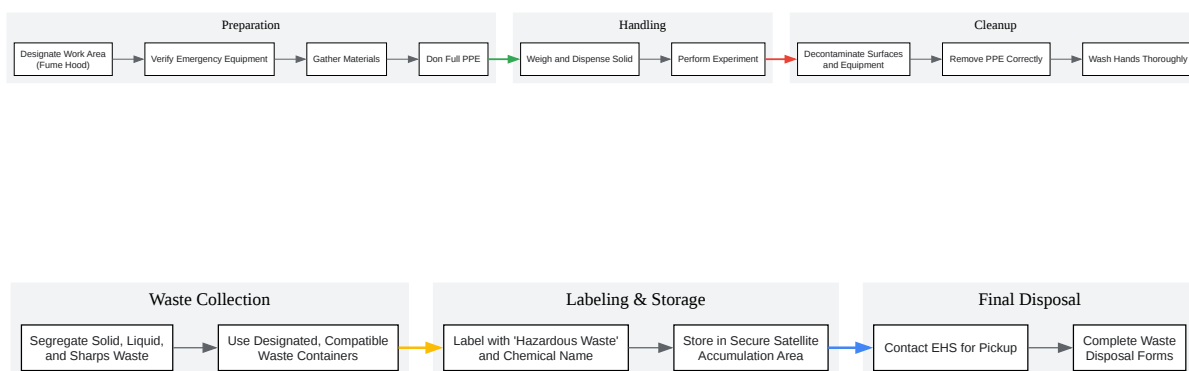 Preparation
Handling
Cleanup
Designate Work Area
(Fume Hood)
Verify Emergency Equipment
Gather Materials
Don Full PPE
Weigh and Dispense Solid
Perform Experiment
Decontaminate Surfaces
and Equipment
Remove PPE Correctly
Wash Hands Thoroughly
Waste Collection
Labeling & Storage
Final Disposal
Segregate Solid, Liquid,
and Sharps Waste
Use Designated, Compatible
Waste Containers
Label with 'Hazardous Waste'
and Chemical Name
Store in Secure Satellite
Accumulation Area
Contact EHS for Pickup
Complete Waste
Disposal Forms